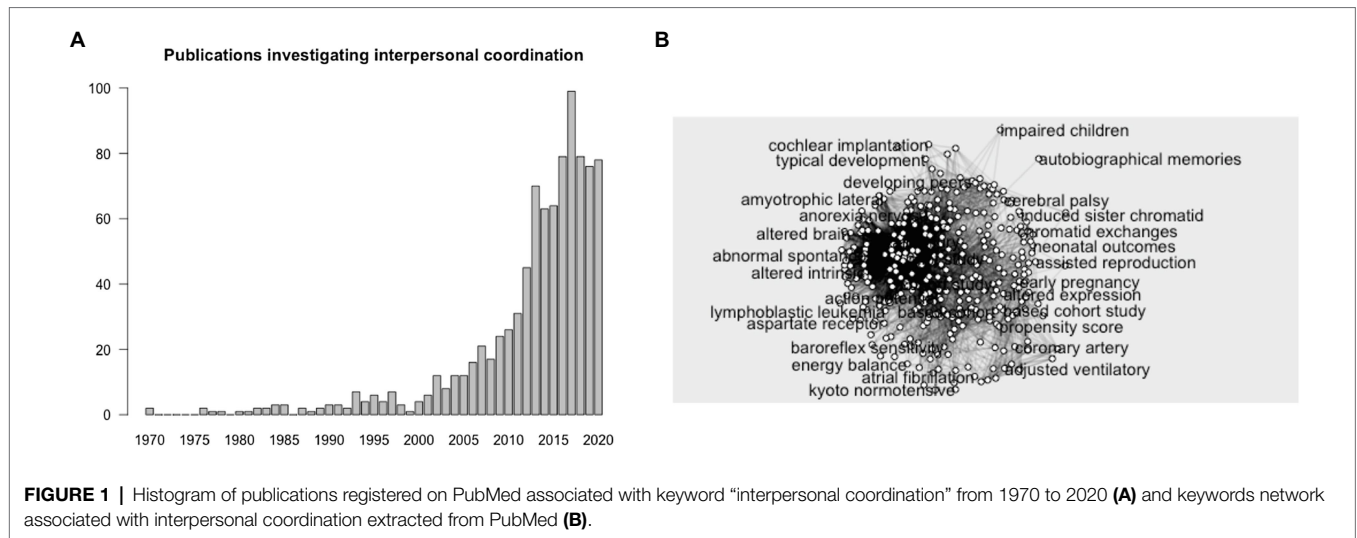 A
Publications investigating interpersonal coordination
100
80
60
40
20
0
1970 1975 1980 1985 1990 1995 2000 2005 2010 2015 2020
B
impaired children
cochlear implantation
typical development
autobiographical memories
developing peers
amyotrophic lateral
cerebral palsy
anorexia
induced sister chromatid
altered brain
chromatid exchanges
neonatal outcomes
abnormal
study
assisted reproduction
altered intrinsic
study
early pregnancy
action potential
altered expression
lymphoblastic leukemia
based cohort
based cohort study
aspartate receptor
propensity score
baroreflex sensitivity
coronary artery
energy balance
adjusted ventilatory
atrial fibrillation
kyoto normotensive
FIGURE 1 | Histogram of publications registered on PubMed associated with keyword “interpersonal coordination” from 1970 to 2020 (A) and keywords network
associated with interpersonal coordination extracted from PubMed (B).